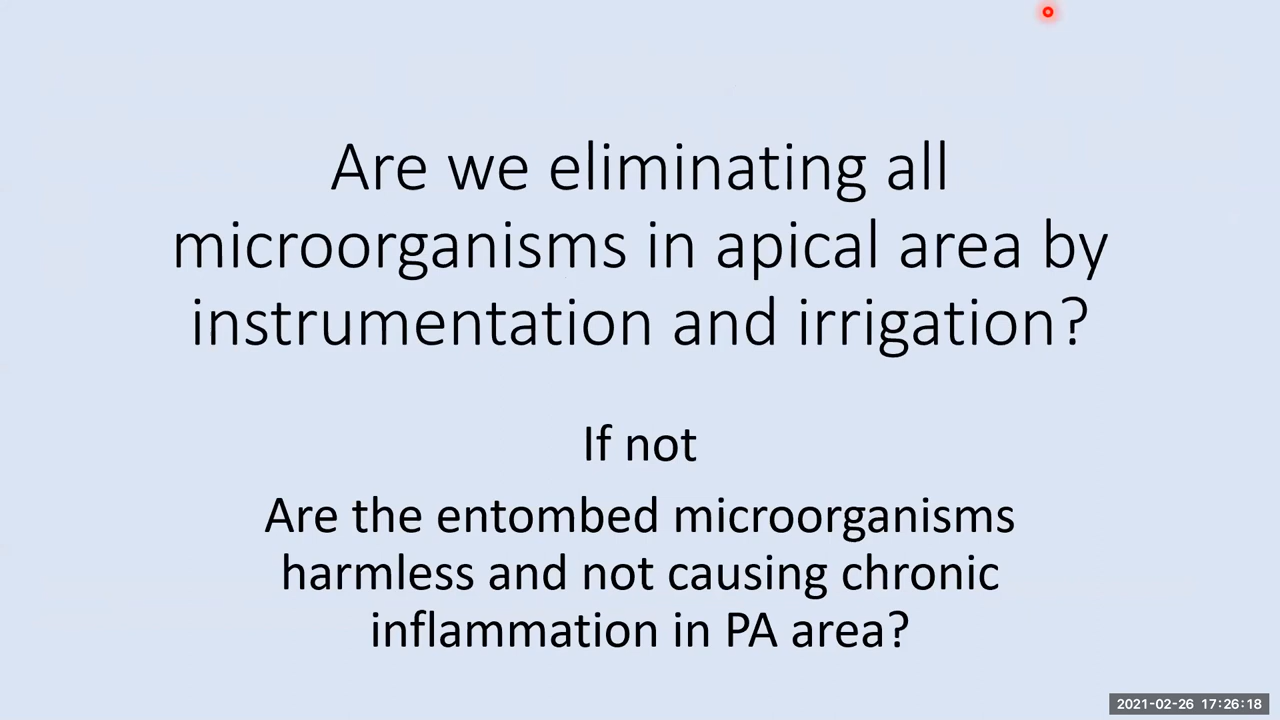 Are we eliminating all
microorganisms in apical area by
instrumentation and irrigation?
If not
Are the entombed microorganisms
harmless and not causing chronic
inflammation in PA area?
2021-02-26 17:26:18